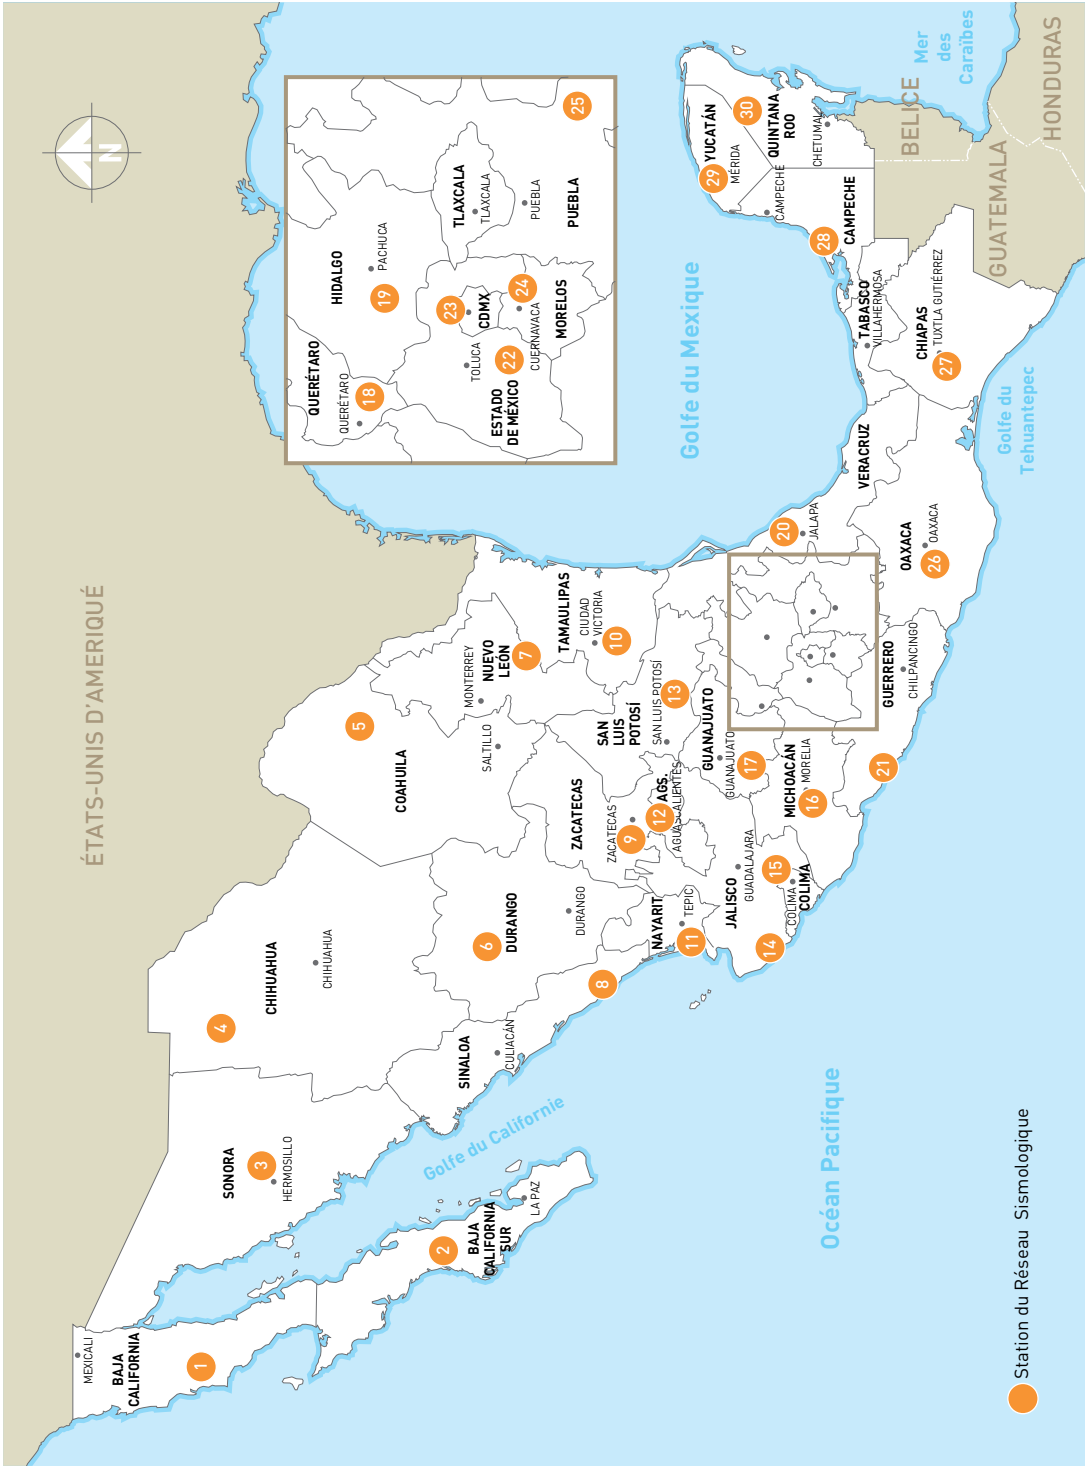 ÉTATS-UNIS D'AMERIQUÉ
N
MEXICALI
BAJA
CALIFORNIA
1
2
BAJA
CALIFORNIA
SUR
LA PAZ
SONORA
3
HERMOSILLO
4
CHIHUAHUA
CHIHUAHUA
Golfe du Californie
SINALOA
CULIACÁN
8
6
DURANGO
DURANGO
5
COAHUILA
SALTILLO
MONTERREY
NUEVO
LEÓN
7
TAMAULIPAS
CIUDAD
VICTORIA
10
ZACATECAS
ZACATECAS
9
SAN
LUIS
POTOSÍ
SAN LUIS POTOSÍ
13
12
AGS.
AGUASCALIENTES
NAYARIT
TEPIC
11
JALISCO
GUADALAJARA
14
15
COLIMA
COLIMA
GUANAJUATO
GUANAJUATO
17
MICHOACÁN
MORELIA
16
21
GUERRERO
CHILPANCINGO
20
JALAPA
VERACRUZ
OAXACA
OAXACA
26
TABASCO
VILLAHERMOSA
CHIAPAS
TUXTLA GUTIÉRREZ
27
28
CAMPECHE
CAMPECHE
29
YUCATÁN
MÉRIDA
30
QUINTANA
ROO
CHETUMAL
QUERÉTARO
QUERÉTARO
18
HIDALGO
19
PACHUCA
TLAXCALA
TLAXCALA
23
CDMX
TOLUCA
22
ESTADO
DE MÉXICO
24
CUERNAVACA
MORELOS
PUEBLA
PUEBLA
25
Golfe du Mexique
Mer
des
Caraïbes
BELICE
GUATEMALA
HONDURAS
Golfe du
Tehuantepec
Océan Pacifique
Station du Réseau Sismologique